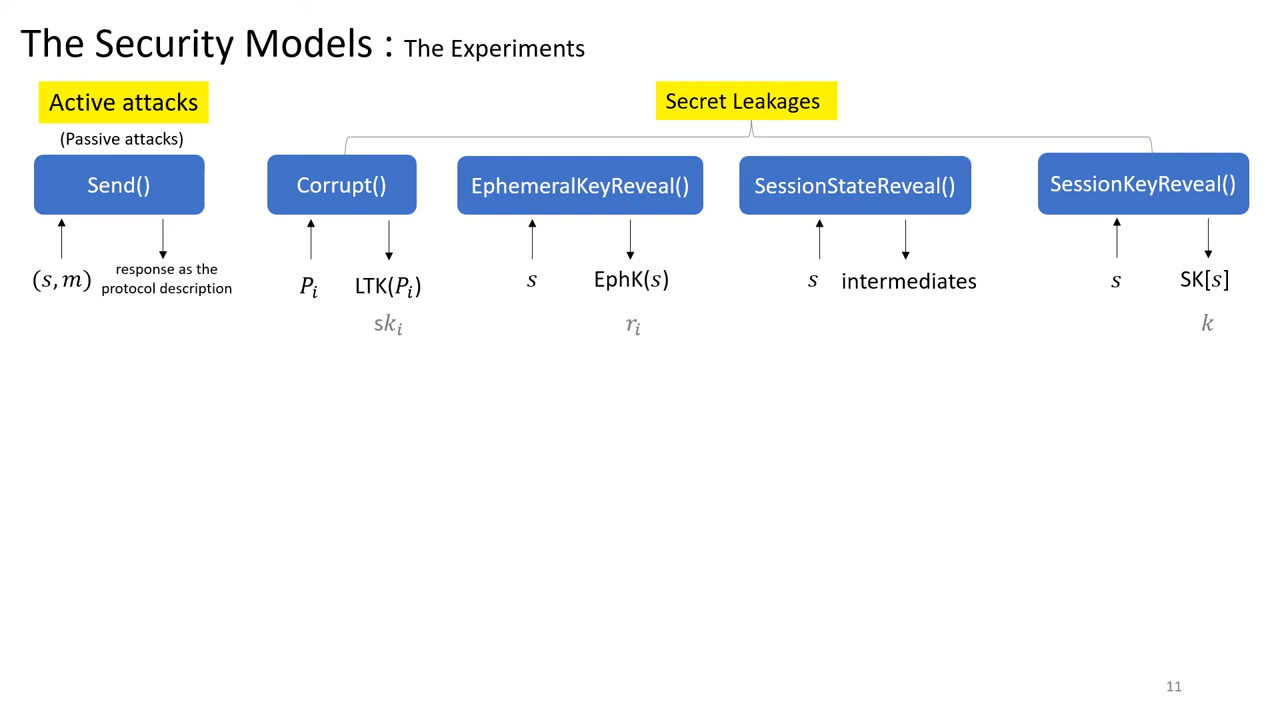 The Security Models : The Experiments
Active attacks
(Passive attacks)
Secret Leakages
Send()
Corrupt()
EphemeralKeyReveal()
SessionStateReveal()
SessionKeyReveal()
(s, m)
response as the
protocol description
P_i
LTK(P_i)
sk_i
s
EphK(s)
r_i
s
intermediates
s
SK[s]
k
11